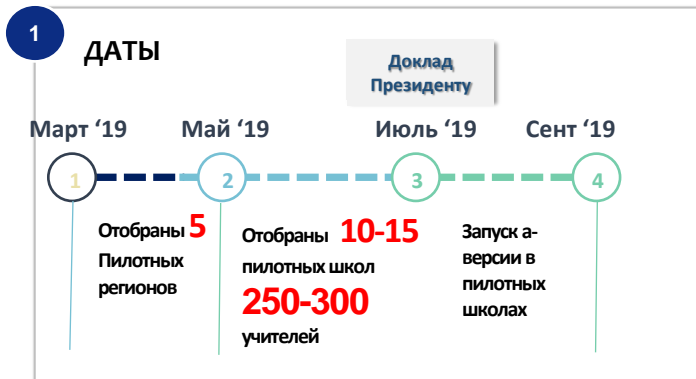 1
ДАТЫ
Доклад
Президенту
Март ‘19
Май ‘19
Июль ‘19
Сент ‘19
1
2
3
4
Отобраны 5
Пилотных
регионов
Отобраны 10-15
пилотных школ
250-300
учителей
Запуск а-
версии в
пилотных
школах